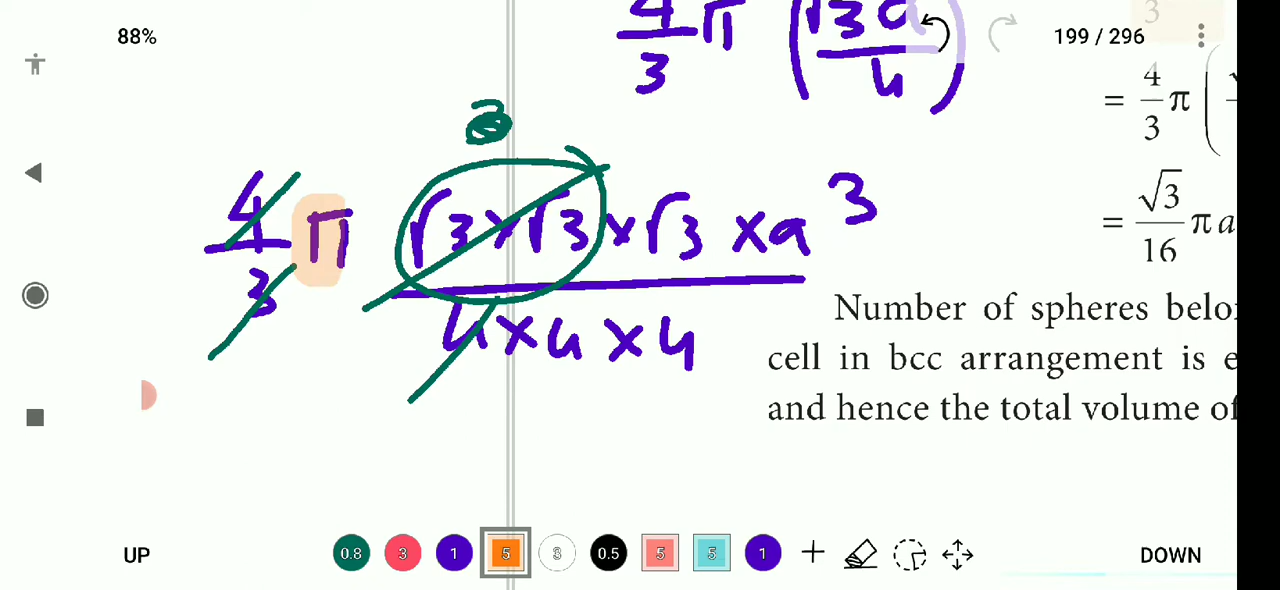 88%
199 / 296
4/3 π (√3a/4)
3
4/3 π √3×√3×√3×a³ / 4×4×4
= 4/3 π (
= √3/16 π a
Number of spheres belo
cell in bcc arrangement is e
and hence the total volume of
UP 0.8 3 1 5 3 0.5 5 5 1 DOWN